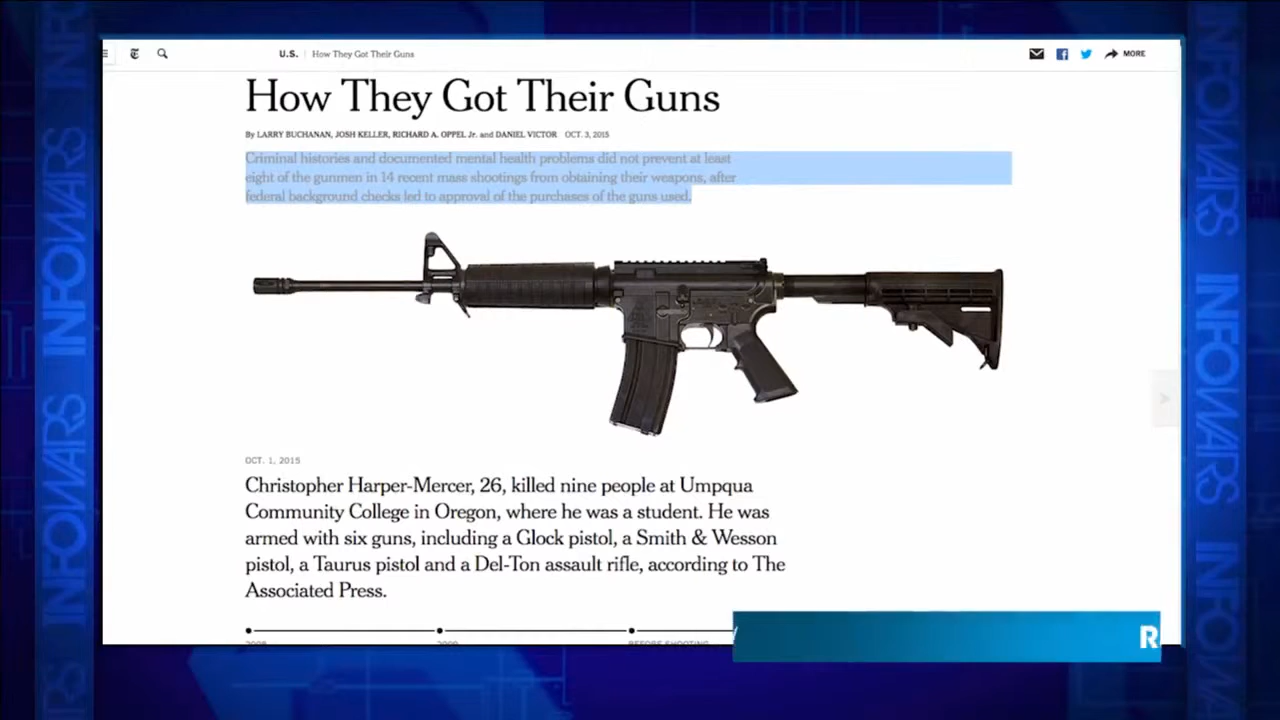 U.S. | How They Got Their Guns
MORE
How They Got Their Guns
By LARRY BUCHANAN, JOSH KELLER, RICHARD A. OPPEL Jr. and DANIEL VICTOR OCT. 3, 2015
Criminal histories and documented mental health problems did not prevent at least
eight of the gunmen in 14 recent mass shootings from obtaining their weapons, after
federal background checks led to approval of the purchases of the guns used.
OCT. 1, 2015
Christopher Harper-Mercer, 26, killed nine people at Umpqua
Community College in Oregon, where he was a student. He was
armed with six guns, including a Glock pistol, a Smith & Wesson
pistol, a Taurus pistol and a Del-Ton assault rifle, according to The
Associated Press.
R
INFOWARS
INFOWARS
INFOWARS
INFOWARS